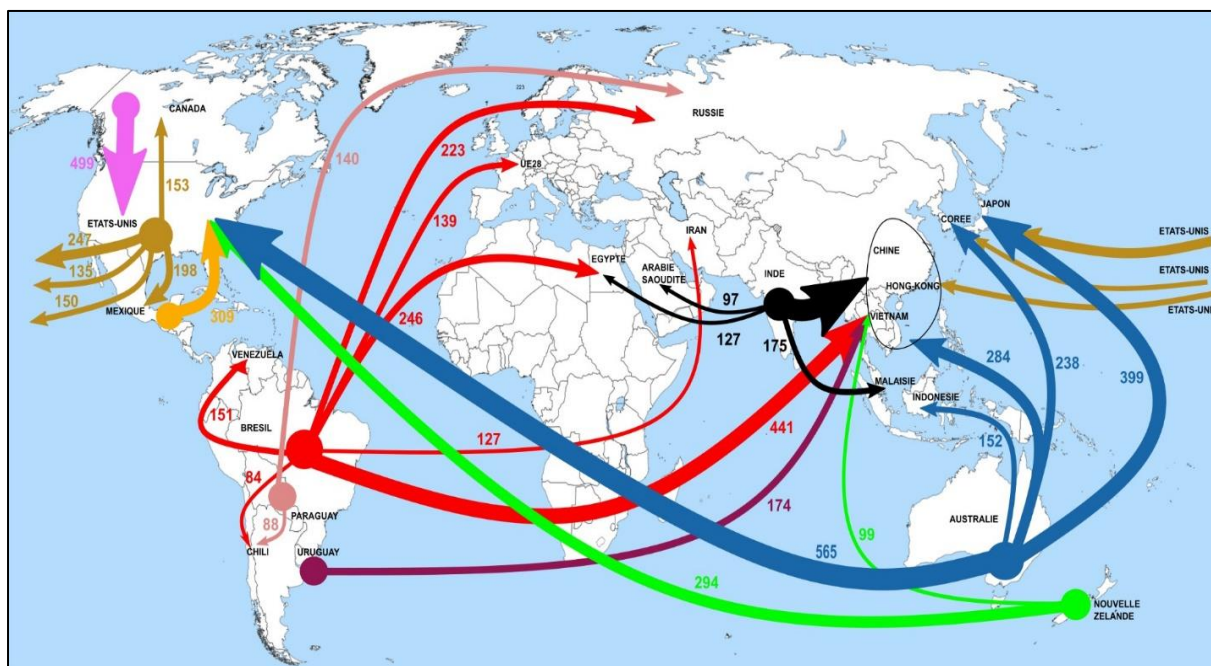 CANADA
RUSSIE
499
140
223
153
UE28
139
ETATS-UNIS
247
135
198
150
MEXIQUE
309
IRAN
EGYPTE
ARABIE
SAOUDITE
INDE
CHINE
COREE
JAPON
HONG-KONG
VIETNAM
ETATS-UNIS
ETATS-UNIS
ETATS-UNI
246
97
127
175
VENEZUELA
151
BRESIL
127
84
441
MALAISIE
INDONESIE
284
238
399
152
88
PARAGUAY
CHILI
URUGUAY
174
99
AUSTRALIE
565
294
NOUVELLE
ZELANDE